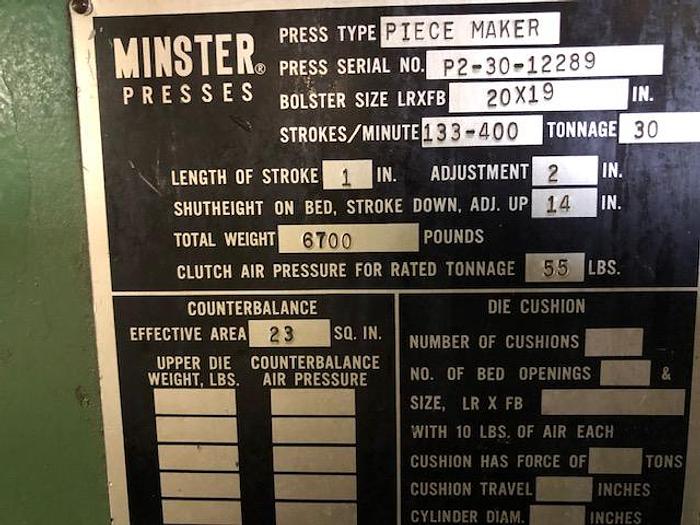 MINSTER®
PRESSES
PRESS TYPE PIECE MAKER
PRESS SERIAL NO. P2-30-12289
BOLSTER SIZE LRXFB 20X19 IN.
STROKES/MINUTE 133-400 TONNAGE 30
LENGTH OF STROKE 1 IN. ADJUSTMENT 2 IN.
SHUTHEIGHT ON BED, STROKE DOWN, ADJ. UP 14 IN.
TOTAL WEIGHT 6700 POUNDS
CLUTCH AIR PRESSURE FOR RATED TONNAGE 55 LBS.
COUNTERBALANCE
EFFECTIVE AREA 23 SQ. IN.
UPPER DIE COUNTERBALANCE
WEIGHT, LBS. AIR PRESSURE
DIE CUSHION
NUMBER OF CUSHIONS
NO. OF BED OPENINGS &
SIZE, LR X FB
WITH 10 LBS. OF AIR EACH
CUSHION HAS FORCE OF TONS
CUSHION TRAVEL INCHES
CYLINDER DIAM. INCHES